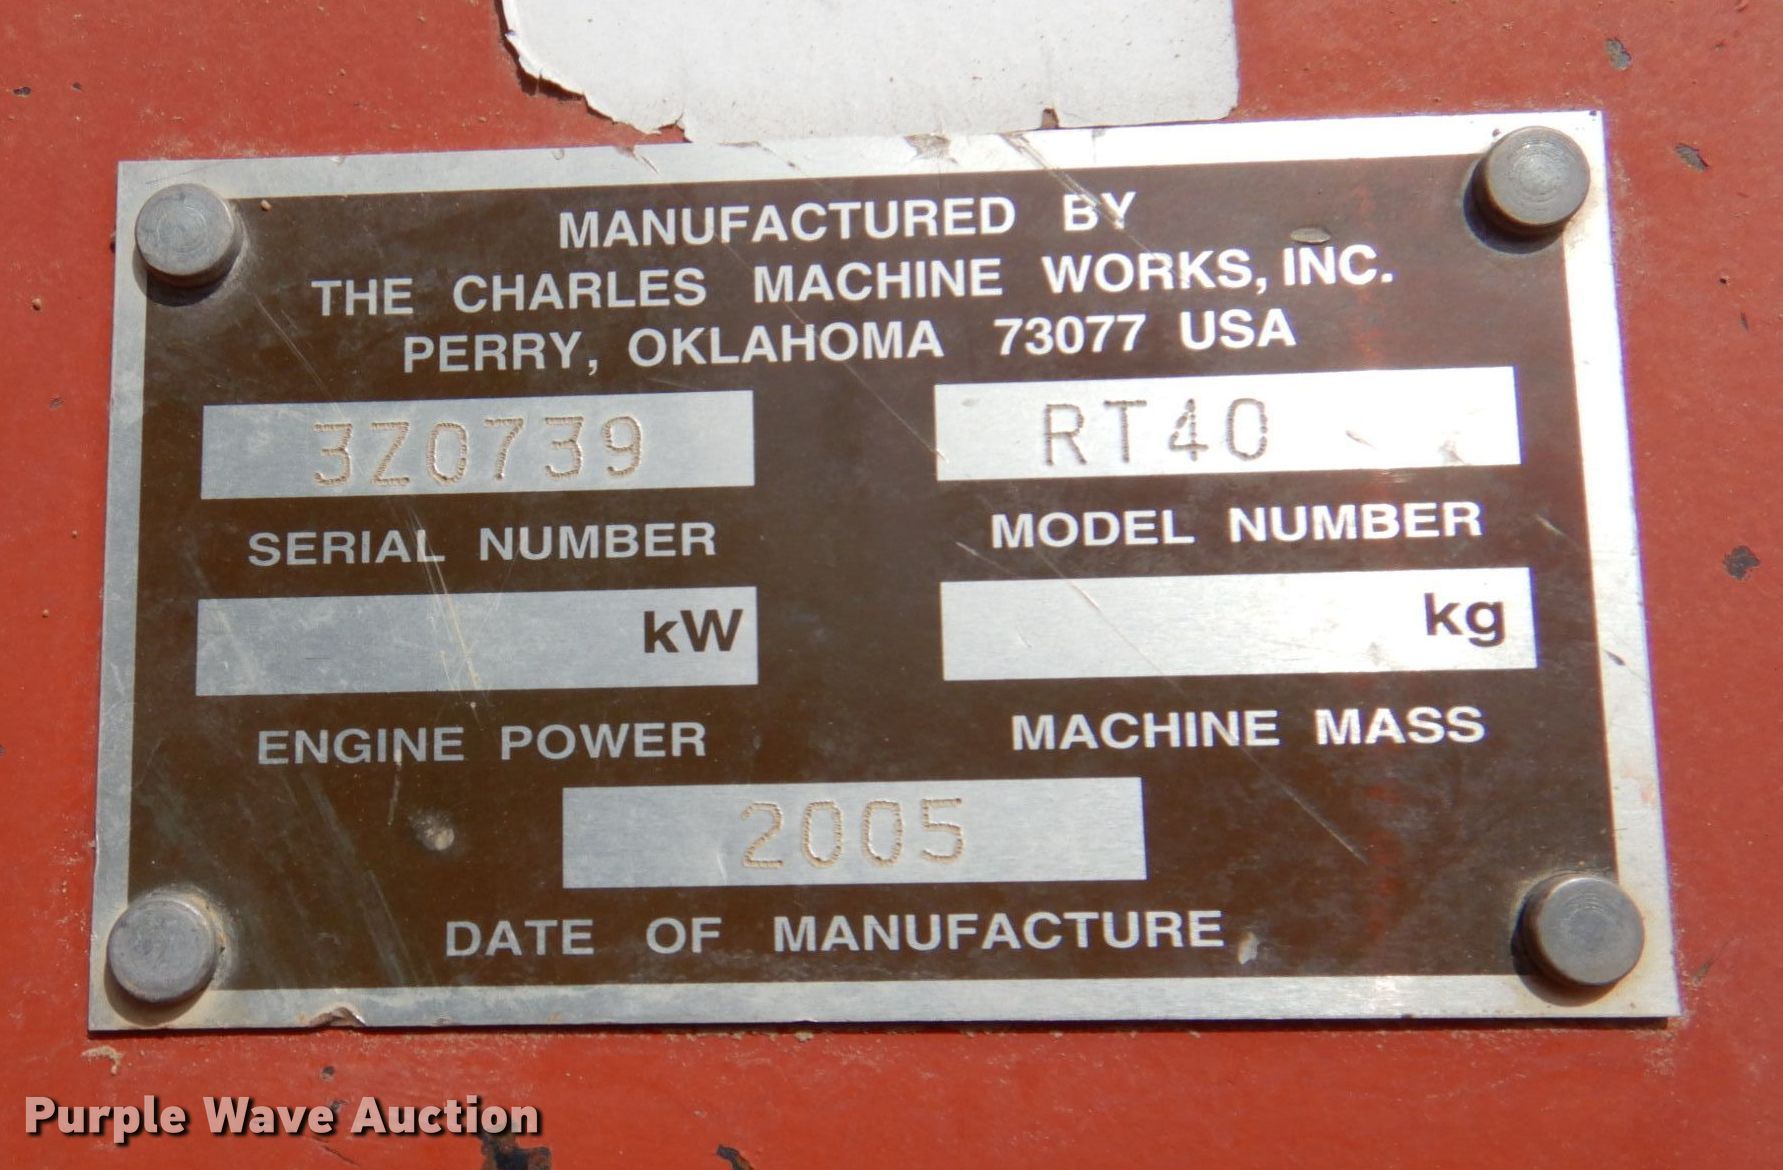 MANUFACTURED BY
THE CHARLES MACHINE WORKS, INC.
PERRY, OKLAHOMA 73077 USA
3Z0739 RT40
SERIAL NUMBER MODEL NUMBER
kW kg
ENGINE POWER MACHINE MASS
2005
DATE OF MANUFACTURE
Purple Wave Auction